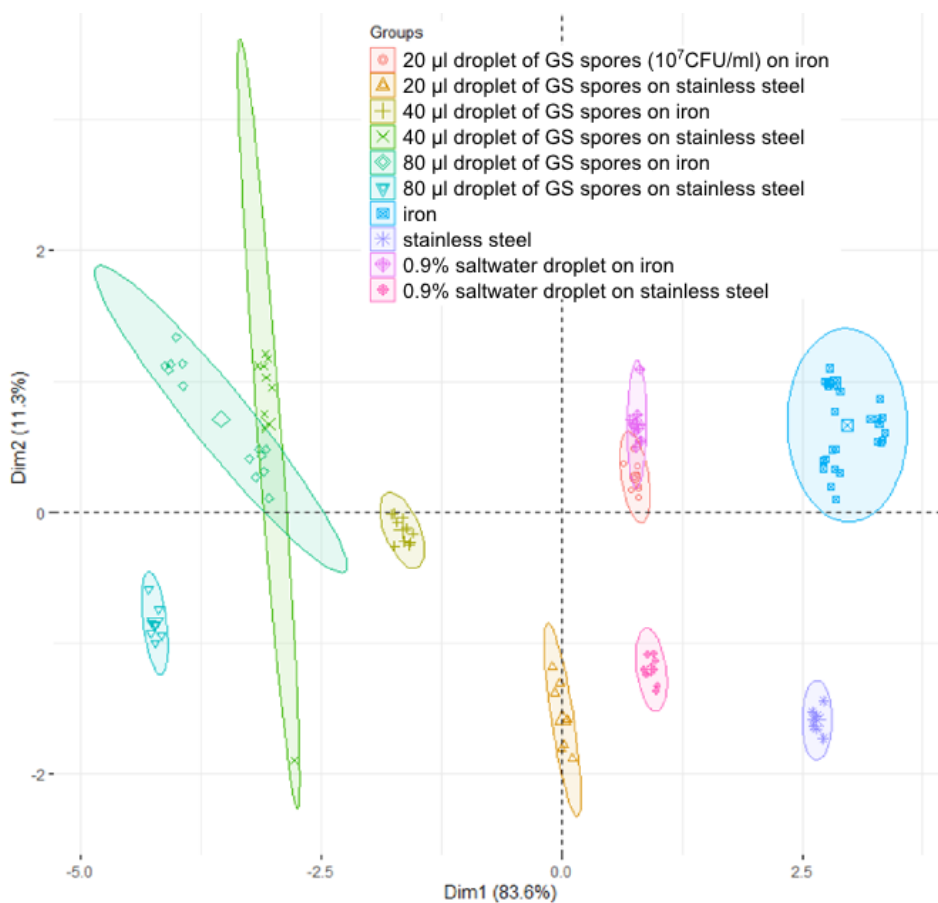 Groups
20 µl droplet of GS spores (10⁷CFU/ml) on iron
20 µl droplet of GS spores on stainless steel
40 µl droplet of GS spores on iron
40 µl droplet of GS spores on stainless steel
80 µl droplet of GS spores on iron
80 µl droplet of GS spores on stainless steel
iron
stainless steel
0.9% saltwater droplet on iron
0.9% saltwater droplet on stainless steel
2
0
-2
Dim2 (11.3%)
-5.0 -2.5 0.0 2.5
Dim1 (83.6%)